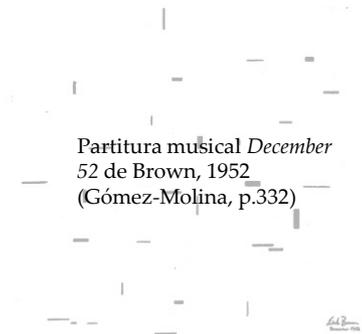 Partitura musical December
52 de Brown, 1952
(Gómez-Molina, p.332)